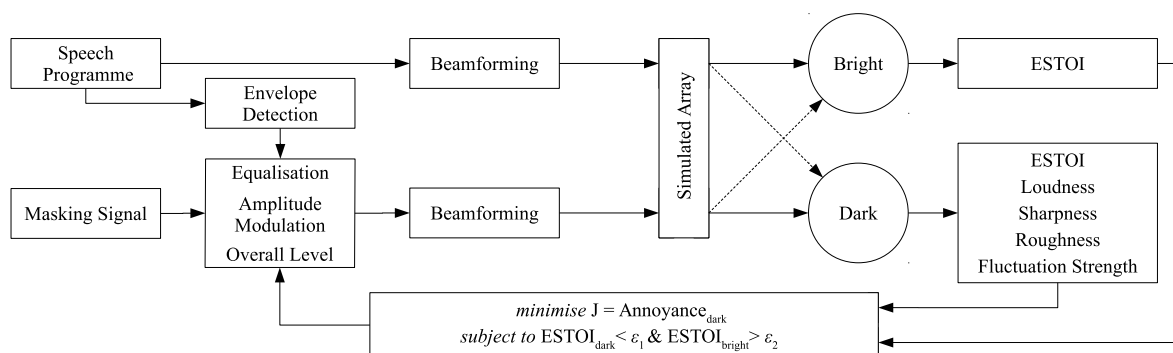 Speech
Programme
Envelope
Detection
Masking Signal
Equalisation
Amplitude
Modulation
Overall Level
Beamforming
Beamforming
Simulated Array
Bright
Dark
ESTOI
ESTOI
Loudness
Sharpness
Roughness
Fluctuation Strength
minimise J = Annoyance_dark
subject to ESTOI_dark < ε_1 & ESTOI_bright > ε_2